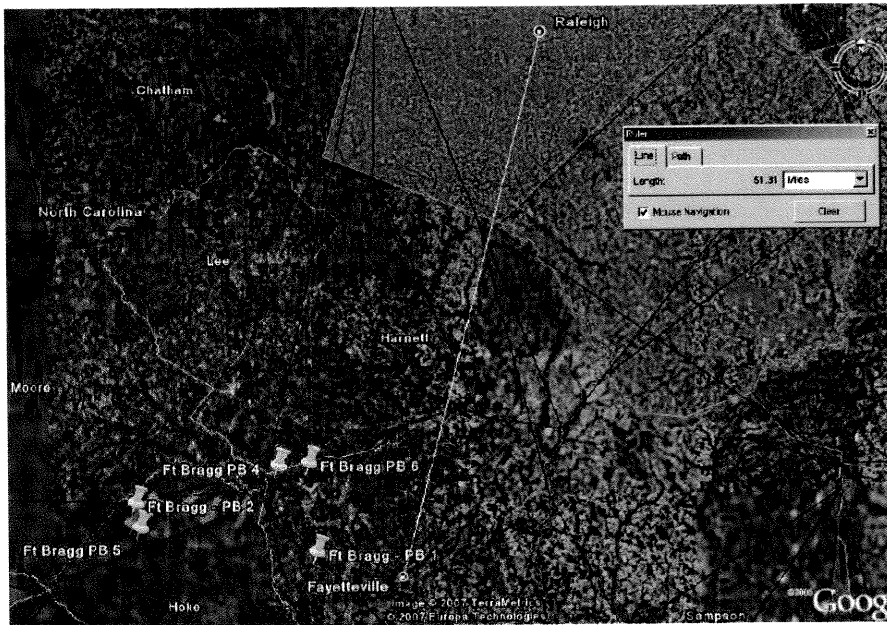 Raleigh
Chatham
Ruler
Line Path
Length: 51.31 Miles
Mouse Navigation Clear
North Carolina
Lee
Harnett
Moore
Ft Bragg PB 4
Ft Bragg PB 6
Ft Bragg - PB 2
Ft Bragg PB 5
Ft Bragg - PB 1
Fayetteville
Hoke
Image © 2007 TerraMetrics
© 2007 Europa Technologies
Sampson
Goog